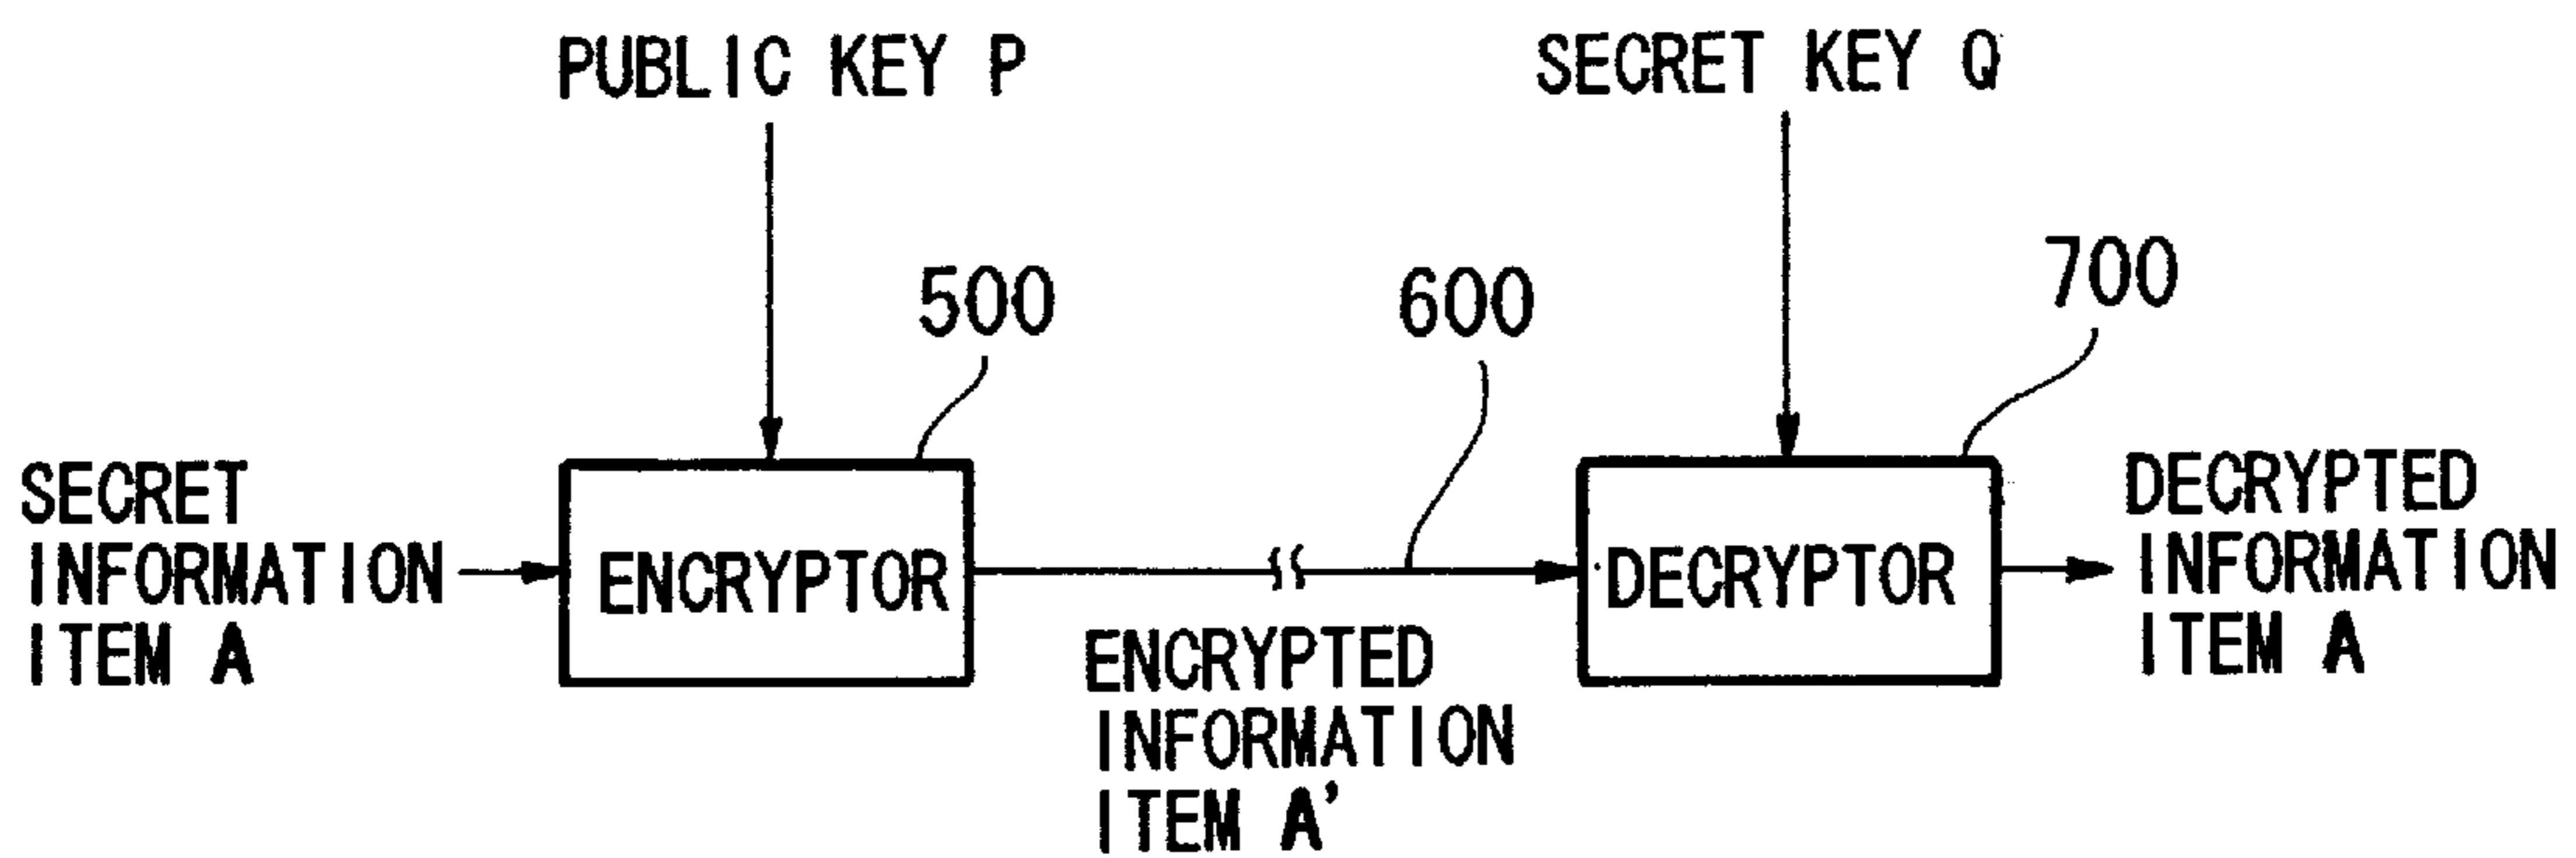 PUBLIC KEY P
SECRET KEY Q
500
600
700
SECRET
INFORMATION
ITEM A
ENCRYPTOR
ENCRYPTED
INFORMATION
ITEM A'
DECRYPTOR
DECRYPTED
INFORMATION
ITEM A